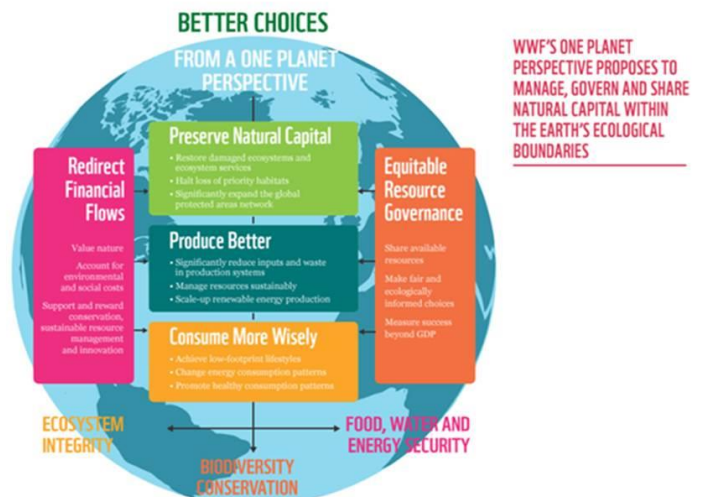 BETTER CHOICES
FROM A ONE PLANET
PERSPECTIVE
WWF'S ONE PLANET
PERSPECTIVE PROPOSES TO
MANAGE, GOVERN AND SHARE
NATURAL CAPITAL WITHIN
THE EARTH'S ECOLOGICAL
BOUNDARIES
Redirect
Financial
Flows
Value nature
Account for
environmental
and social costs
Support and reward
conservation,
sustainable resource
management
and innovation
Preserve Natural Capital
• Restore damaged ecosystems and
ecosystem services
• Halt loss of priority habitats
• Significantly expand the global
protected areas network
Produce Better
• Significantly reduce inputs and waste
in production systems
• Manage resources sustainably
• Scale-up renewable energy production
Consume More Wisely
• Achieve low-footprint lifestyles
• Change energy consumption patterns
• Promote healthy consumption patterns
Equitable
Resource
Governance
Share available
resources
Make fair and
ecologically
informed choices
Measure success
beyond GDP
ECOSYSTEM
INTEGRITY
BIODIVERSITY
CONSERVATION
FOOD, WATER AND
ENERGY SECURITY